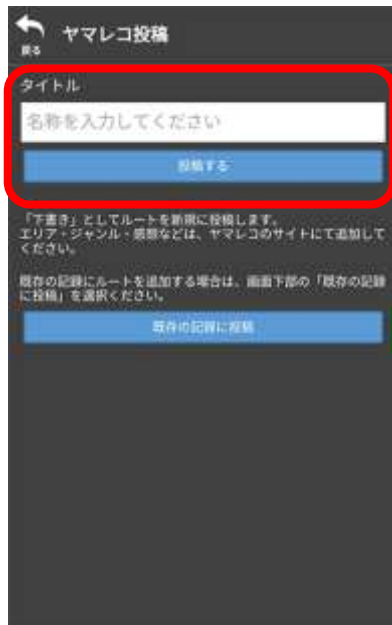 戻る
ヤマレコ投稿
タイトル
名称を入力してください
投稿する
「下書き」としてルートを新規に投稿します。
エリア・ジャンル・感想などは、ヤマレコのサイトにて追加して
ください。
既存の記録にルートを追加する場合は、画面下部の「既存の記録
に投稿」を選択ください。
既存の記録に投稿